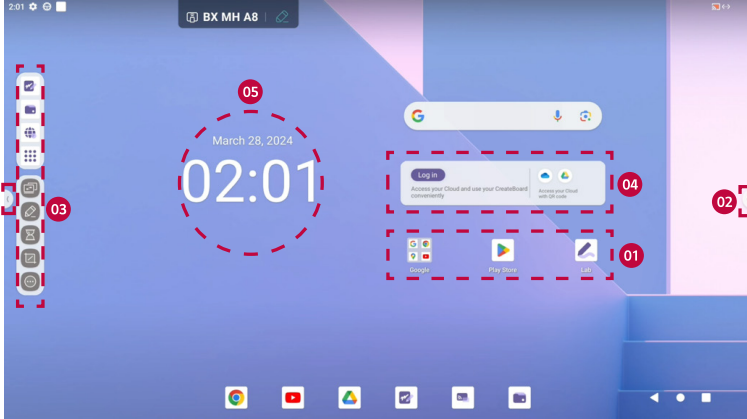 2:01
BX MH A8
05
March 28, 2024
02:01
Log in
Access your Cloud and use your CreateBoard
conveniently
Access your Cloud
with QR code
04
03
02
01
Google
Play Store
Lab